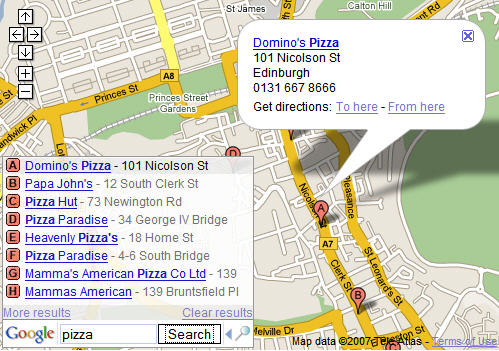 St James
Calton Hill
A8
Princes St
Princes Street
Gardens
Domino's Pizza
101 Nicolson St
Edinburgh
0131 667 8666
Get directions: To here - From here
D
A Domino's Pizza - 101 Nicolson St
B Papa John's - 12 South Clerk St
C Pizza Hut - 73 Newington Rd
D Pizza Paradise - 34 George IV Bridge
E Heavenly Pizza's - 18 Home St
F Pizza Paradise - 4-6 South Bridge
G Mamma's American Pizza Co Ltd - 139
H Mammas American - 139 Bruntsfield Pl
More results
Clear results
Google pizza Search
A
Nicolson St
Pleasance
A7
Clerk St
St Leonard's St
B
C
Melville Dr
Map data ©2007 Tele Atlas - Terms of Use